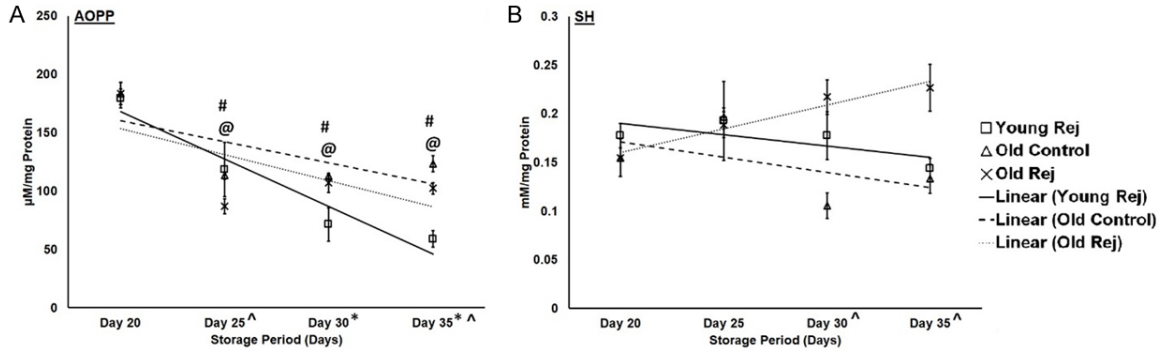 A
AOPP
250
200
150
100
50
0
µM/mg Protein
#
@
#
@
#
@
Day 20
Day 25 ^
Day 30 *
Day 35 * ^
Storage Period (Days)
B
SH
0.3
0.25
0.2
0.15
0.1
0.05
0
mM/mg Protein
Day 20
Day 25
Day 30 ^
Day 35 ^
Storage Period (Days)
Young Rej
Old Control
Old Rej
Linear (Young Rej)
Linear (Old Control)
Linear (Old Rej)